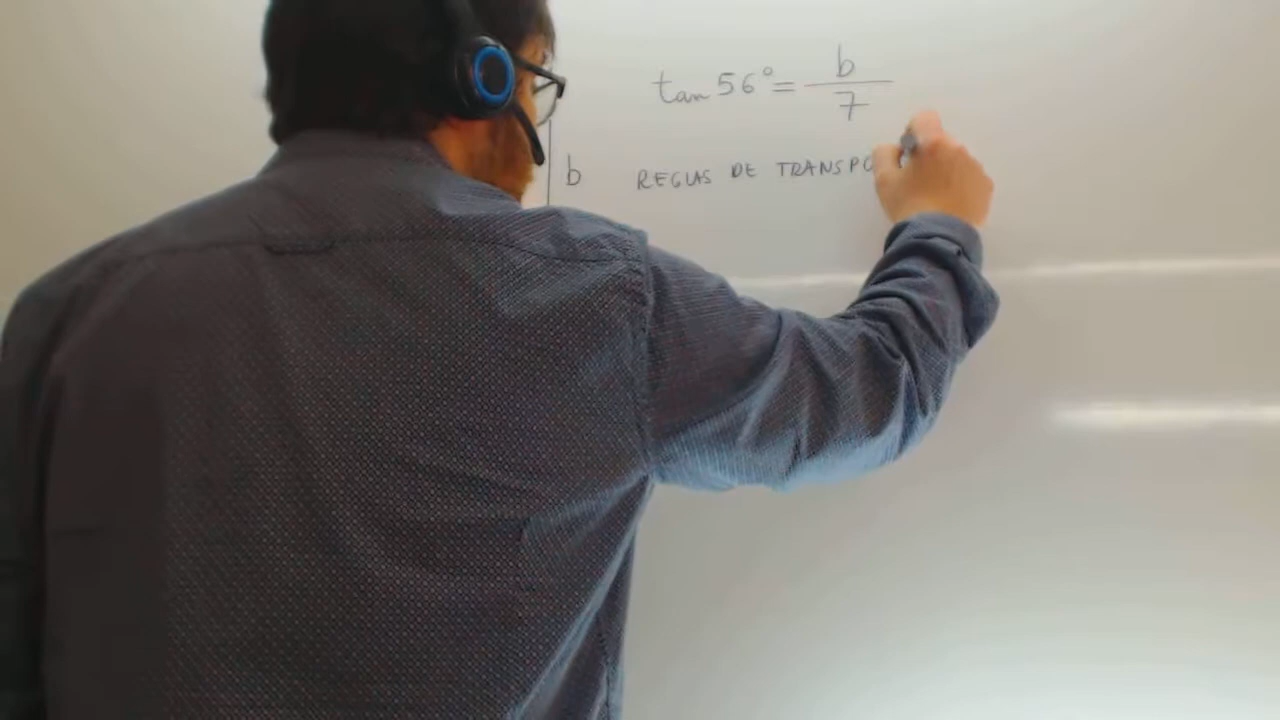 tan 56° = b/7
b
REGLAS DE TRANSPO